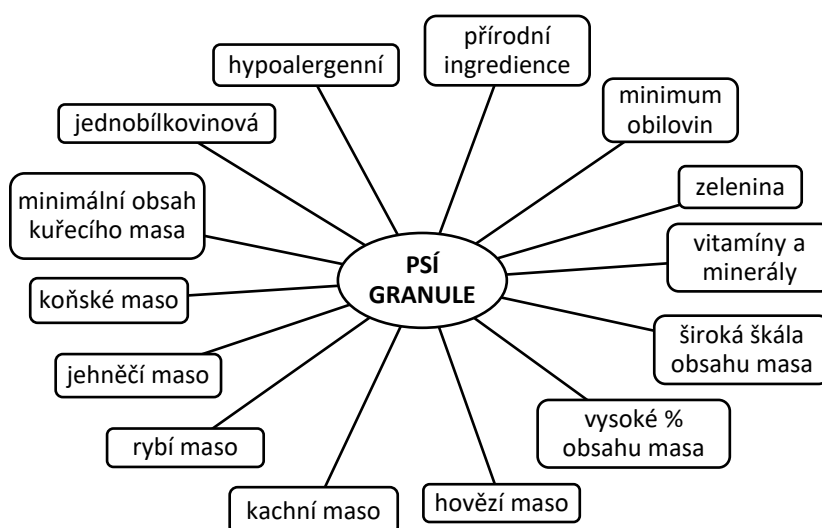 přírodní
ingredience
hypoalergenní
minimum
obilovin
jednobílkovinová
zelenina
minimální obsah
kuřecího masa
vitamíny a
minerály
PSÍ
GRANULE
koňské maso
široká škála
obsahu masa
jehněčí maso
vysoké %
obsahu masa
rybí maso
kachní maso
hovězí maso